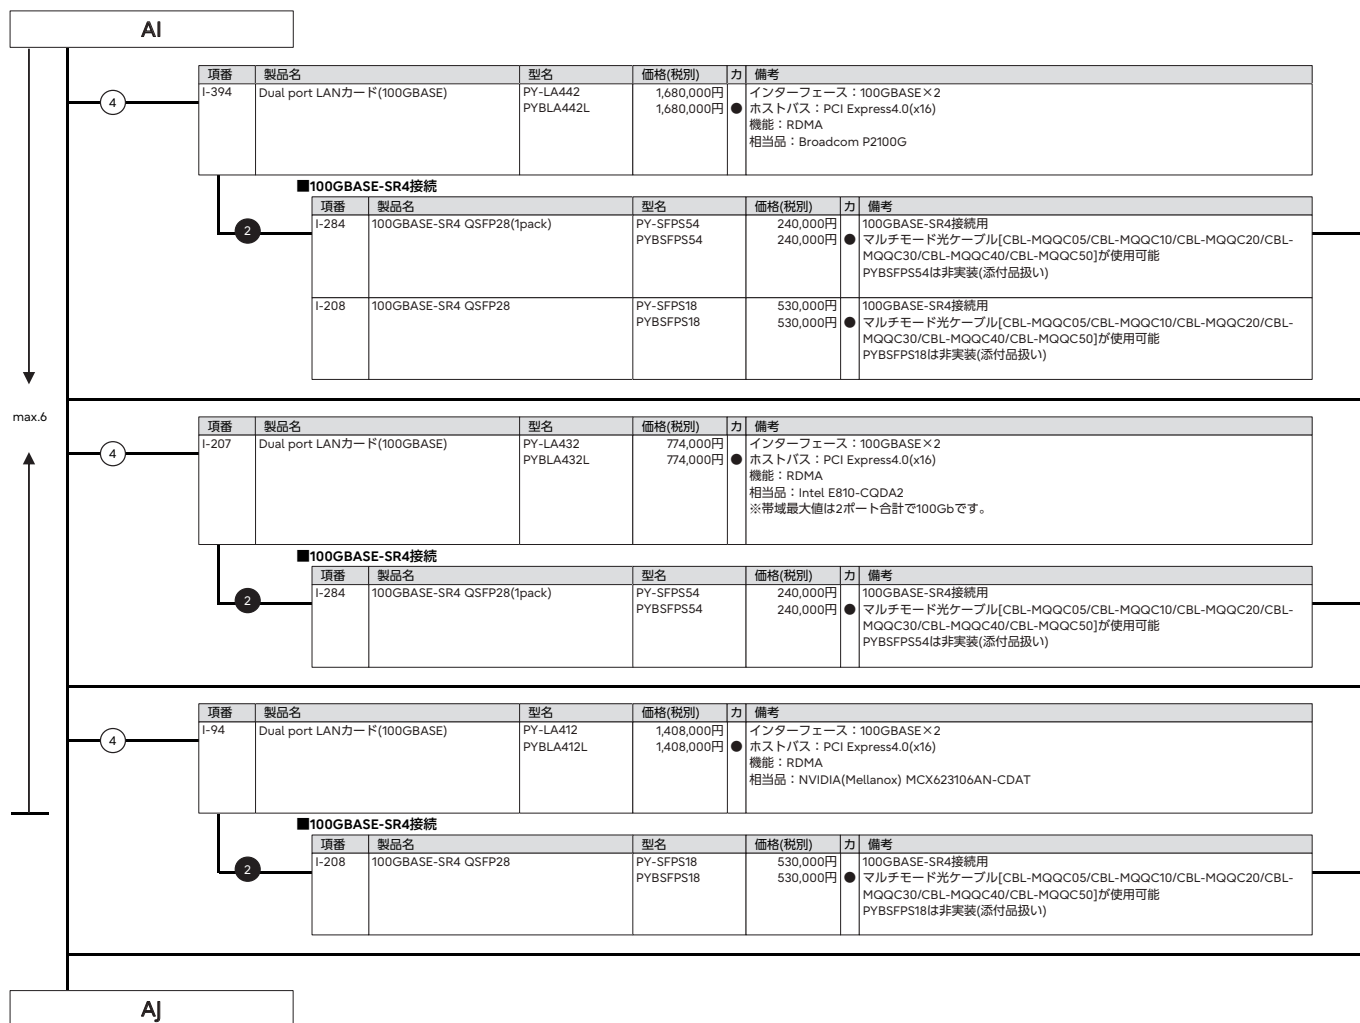 AI
項番 製品名 型名 価格(税別) カ 備考
④ I-394 Dual port LANカード(100GBASE) PY-LA442 1,680,000円 インターフェース：100GBASE×2
PYBLA442L 1,680,000円 ● ホストバス：PCI Express4.0(x16)
機能：RDMA
相当品：Broadcom P2100G
■100GBASE-SR4接続
項番 製品名 型名 価格(税別) カ 備考
❷ I-284 100GBASE-SR4 QSFP28(1pack) PY-SFPS54 240,000円 100GBASE-SR4接続用
PYBSFPS54 240,000円 ● マルチモード光ケーブル[CBL-MQQC05/CBL-MQQC10/CBL-MQQC20/CBL-
MQQC30/CBL-MQQC40/CBL-MQQC50]が使用可能
PYBSFPS54は非実装(添付品扱い)
I-208 100GBASE-SR4 QSFP28 PY-SFPS18 530,000円 100GBASE-SR4接続用
PYBSFPS18 530,000円 ● マルチモード光ケーブル[CBL-MQQC05/CBL-MQQC10/CBL-MQQC20/CBL-
MQQC30/CBL-MQQC40/CBL-MQQC50]が使用可能
PYBSFPS18は非実装(添付品扱い)
max.6
項番 製品名 型名 価格(税別) カ 備考
④ I-207 Dual port LANカード(100GBASE) PY-LA432 774,000円 インターフェース：100GBASE×2
PYBLA432L 774,000円 ● ホストバス：PCI Express4.0(x16)
機能：RDMA
相当品：Intel E810-CQDA2
※帯域最大値は2ポート合計で100Gbです。
■100GBASE-SR4接続
項番 製品名 型名 価格(税別) カ 備考
❷ I-284 100GBASE-SR4 QSFP28(1pack) PY-SFPS54 240,000円 100GBASE-SR4接続用
PYBSFPS54 240,000円 ● マルチモード光ケーブル[CBL-MQQC05/CBL-MQQC10/CBL-MQQC20/CBL-
MQQC30/CBL-MQQC40/CBL-MQQC50]が使用可能
PYBSFPS54は非実装(添付品扱い)
項番 製品名 型名 価格(税別) カ 備考
④ I-94 Dual port LANカード(100GBASE) PY-LA412 1,408,000円 インターフェース：100GBASE×2
PYBLA412L 1,408,000円 ● ホストバス：PCI Express4.0(x16)
機能：RDMA
相当品：NVIDIA(Mellanox) MCX623106AN-CDAT
■100GBASE-SR4接続
項番 製品名 型名 価格(税別) カ 備考
❷ I-208 100GBASE-SR4 QSFP28 PY-SFPS18 530,000円 100GBASE-SR4接続用
PYBSFPS18 530,000円 ● マルチモード光ケーブル[CBL-MQQC05/CBL-MQQC10/CBL-MQQC20/CBL-
MQQC30/CBL-MQQC40/CBL-MQQC50]が使用可能
PYBSFPS18は非実装(添付品扱い)
AJ